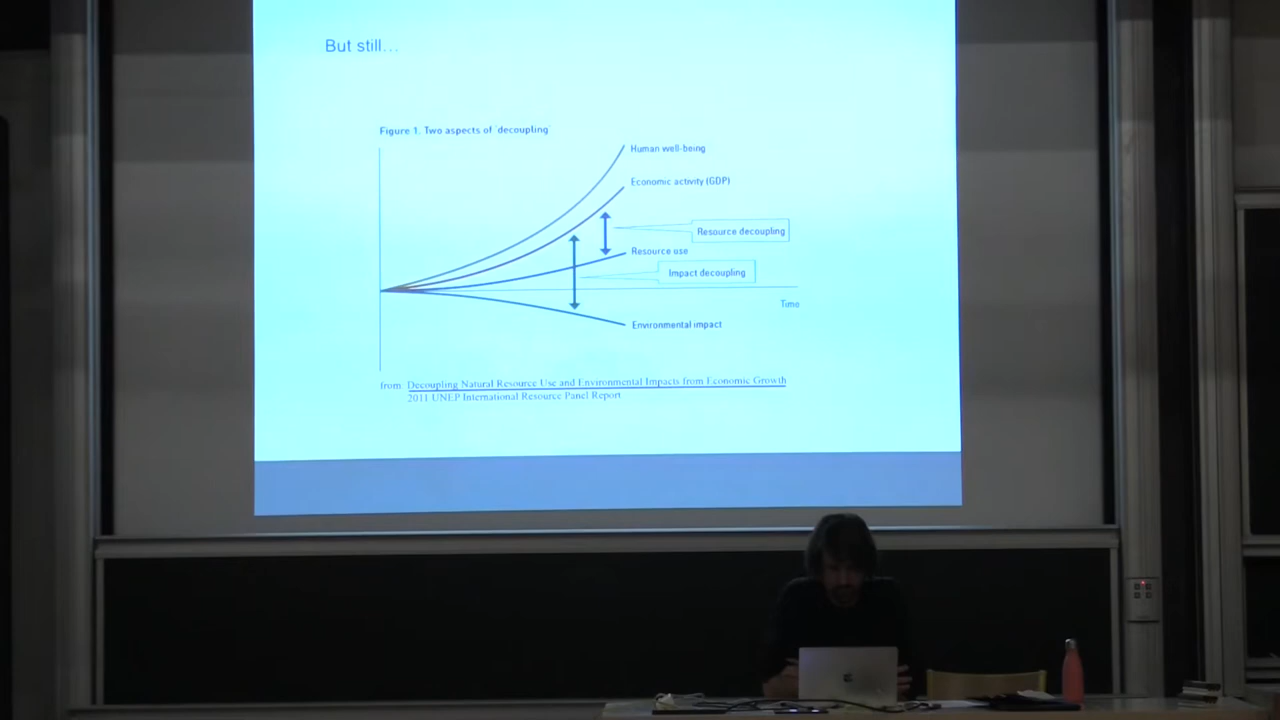 But still...
Figure 1. Two aspects of 'decoupling'
Human well-being
Economic activity (GDP)
Resource decoupling
Resource use
Impact decoupling
Time
Environmental impact
from Decoupling Natural Resource Use and Environmental Impacts from Economic Growth
2011 UNEP International Resource Panel Report